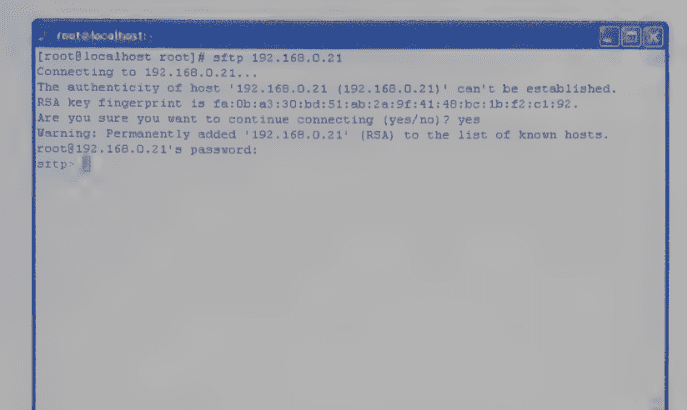 root@localhost:
[root@localhost root]# sftp 192.168.0.21
Connecting to 192.168.0.21...
The authenticity of host '192.168.0.21 (192.168.0.21)' can't be established.
RSA key fingerprint is fa:0b:a3:30:bd:51:ab:2a:9f:41:48:bc:1b:f2:c1:92.
Are you sure you want to continue connecting (yes/no)? yes
Warning: Permanently added '192.168.0.21' (RSA) to the list of known hosts.
root@192.168.0.21's password:
sftp>